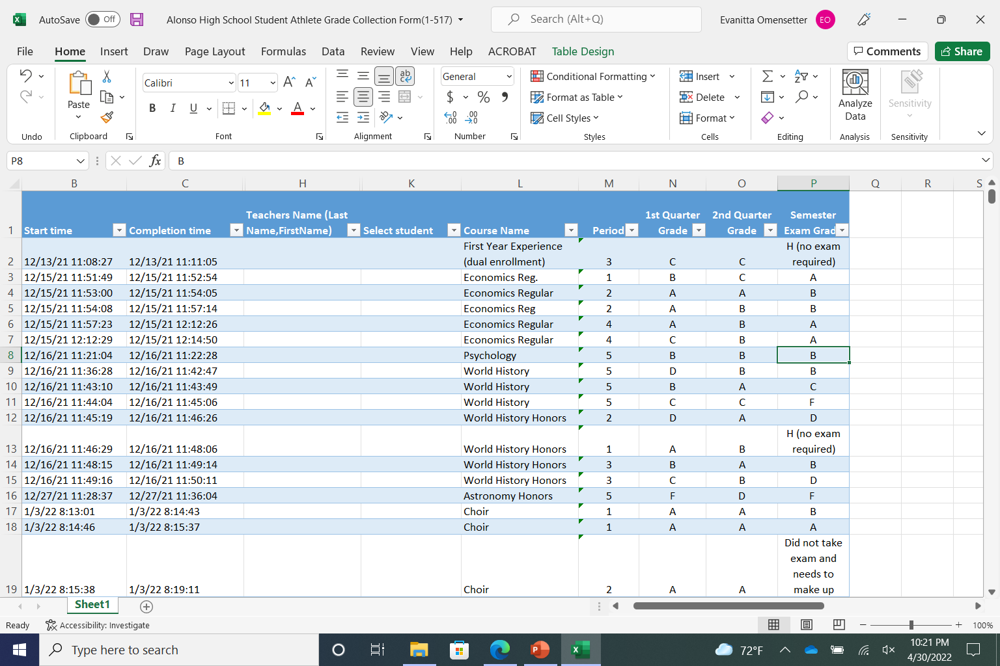 AutoSave Off Alonso High School Student Athlete Grade Collection Form(1-517) Search (Alt+Q) Evanitta Omensetter EO
File Home Insert Draw Page Layout Formulas Data Review View Help ACROBAT Table Design Comments Share
Calibri 11 General Conditional Formatting Insert
Paste B I U $ % Format as Table Delete Analyze Data Sensitivity
Cell Styles Format
Undo Clipboard Font Alignment Number Styles Cells Editing Analysis Sensitivity
P8 fx B
B C H K L M N O P Q R S
Teachers Name (Last 1st Quarter 2nd Quarter Semester
1 Start time Completion time Name,FirstName) Select student Course Name Period Grade Grade Exam Grad
First Year Experience H (no exam
2 12/13/21 11:08:27 12/13/21 11:11:05 (dual enrollment) 3 C C required)
3 12/15/21 11:51:49 12/15/21 11:52:54 Economics Reg. 1 B C A
4 12/15/21 11:53:00 12/15/21 11:54:05 Economics Regular 2 A A B
5 12/15/21 11:54:08 12/15/21 11:57:14 Economics Reg 2 A B B
6 12/15/21 11:57:23 12/15/21 12:12:26 Economics Regular 4 A B A
7 12/15/21 12:12:29 12/15/21 12:14:50 Economics Regular 4 C B A
8 12/16/21 11:21:04 12/16/21 11:22:28 Psychology 5 B B B
9 12/16/21 11:36:28 12/16/21 11:42:47 World History 5 D B B
10 12/16/21 11:43:10 12/16/21 11:43:49 World History 5 B A C
11 12/16/21 11:44:04 12/16/21 11:45:06 World History 5 C C F
12 12/16/21 11:45:19 12/16/21 11:46:26 World History Honors 2 D A D
H (no exam
13 12/16/21 11:46:29 12/16/21 11:48:06 World History Honors 1 A B required)
14 12/16/21 11:48:15 12/16/21 11:49:14 World History Honors 3 B A B
15 12/16/21 11:49:16 12/16/21 11:50:11 World History Honors 3 C B D
16 12/27/21 11:28:37 12/27/21 11:36:04 Astronomy Honors 5 F D F
17 1/3/22 8:13:01 1/3/22 8:14:43 Choir 1 A A B
18 1/3/22 8:14:46 1/3/22 8:15:37 Choir 1 A A A
Did not take
exam and
needs to
19 1/3/22 8:15:38 1/3/22 8:19:11 Choir 2 A A make up
Sheet1
Ready Accessibility: Investigate 100%
Type here to search 72°F 10:21 PM
4/30/2022